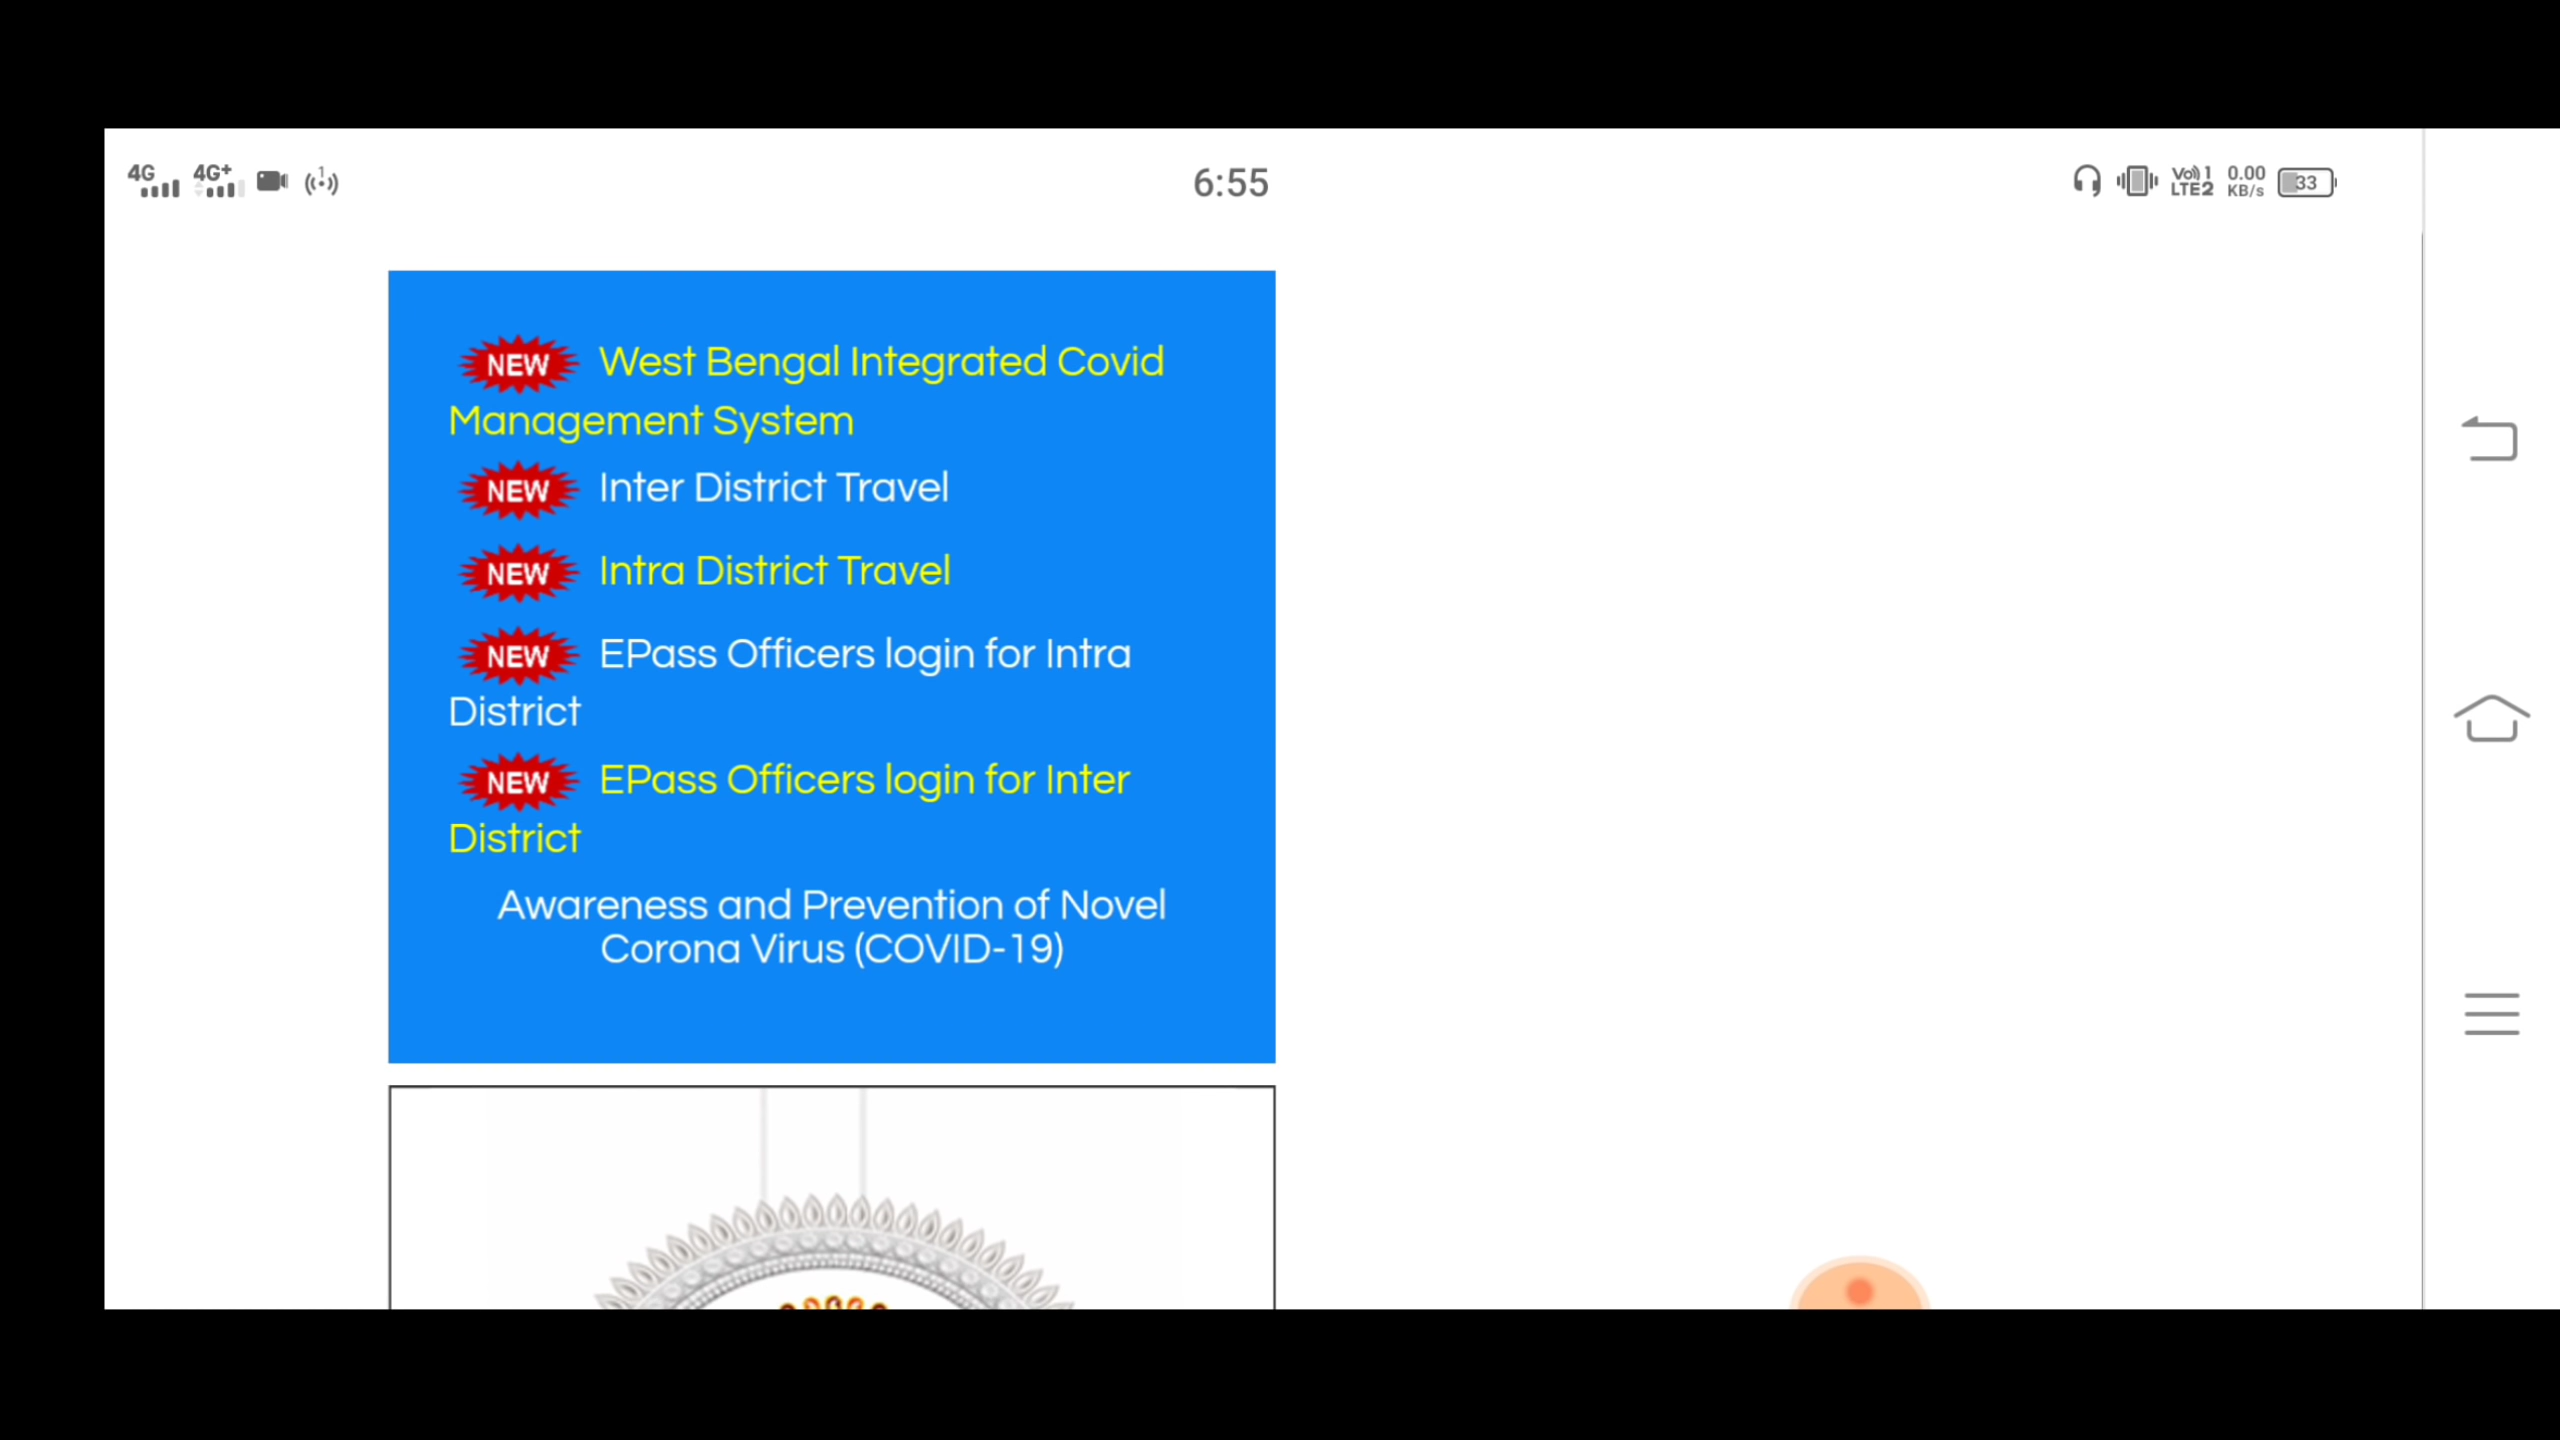 4G 4G+ 1 6:55 Vo)) 1 LTE2 0.00 KB/s 33
NEW West Bengal Integrated Covid
Management System
NEW Inter District Travel
NEW Intra District Travel
NEW EPass Officers login for Intra
District
NEW EPass Officers login for Inter
District
Awareness and Prevention of Novel
Corona Virus (COVID-19)